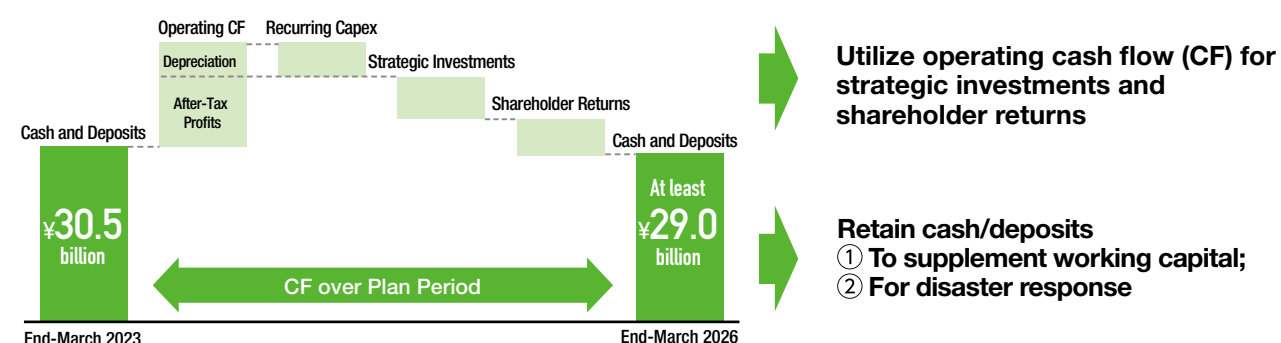 Operating CF
Recurring Capex
Depreciation
Strategic Investments
After-Tax
Profits
Shareholder Returns
Cash and Deposits
Cash and Deposits
¥30.5
billion
At least
¥29.0
billion
CF over Plan Period
End-March 2023
End-March 2026
Utilize operating cash flow (CF) for
strategic investments and
shareholder returns
Retain cash/deposits
① To supplement working capital;
② For disaster response